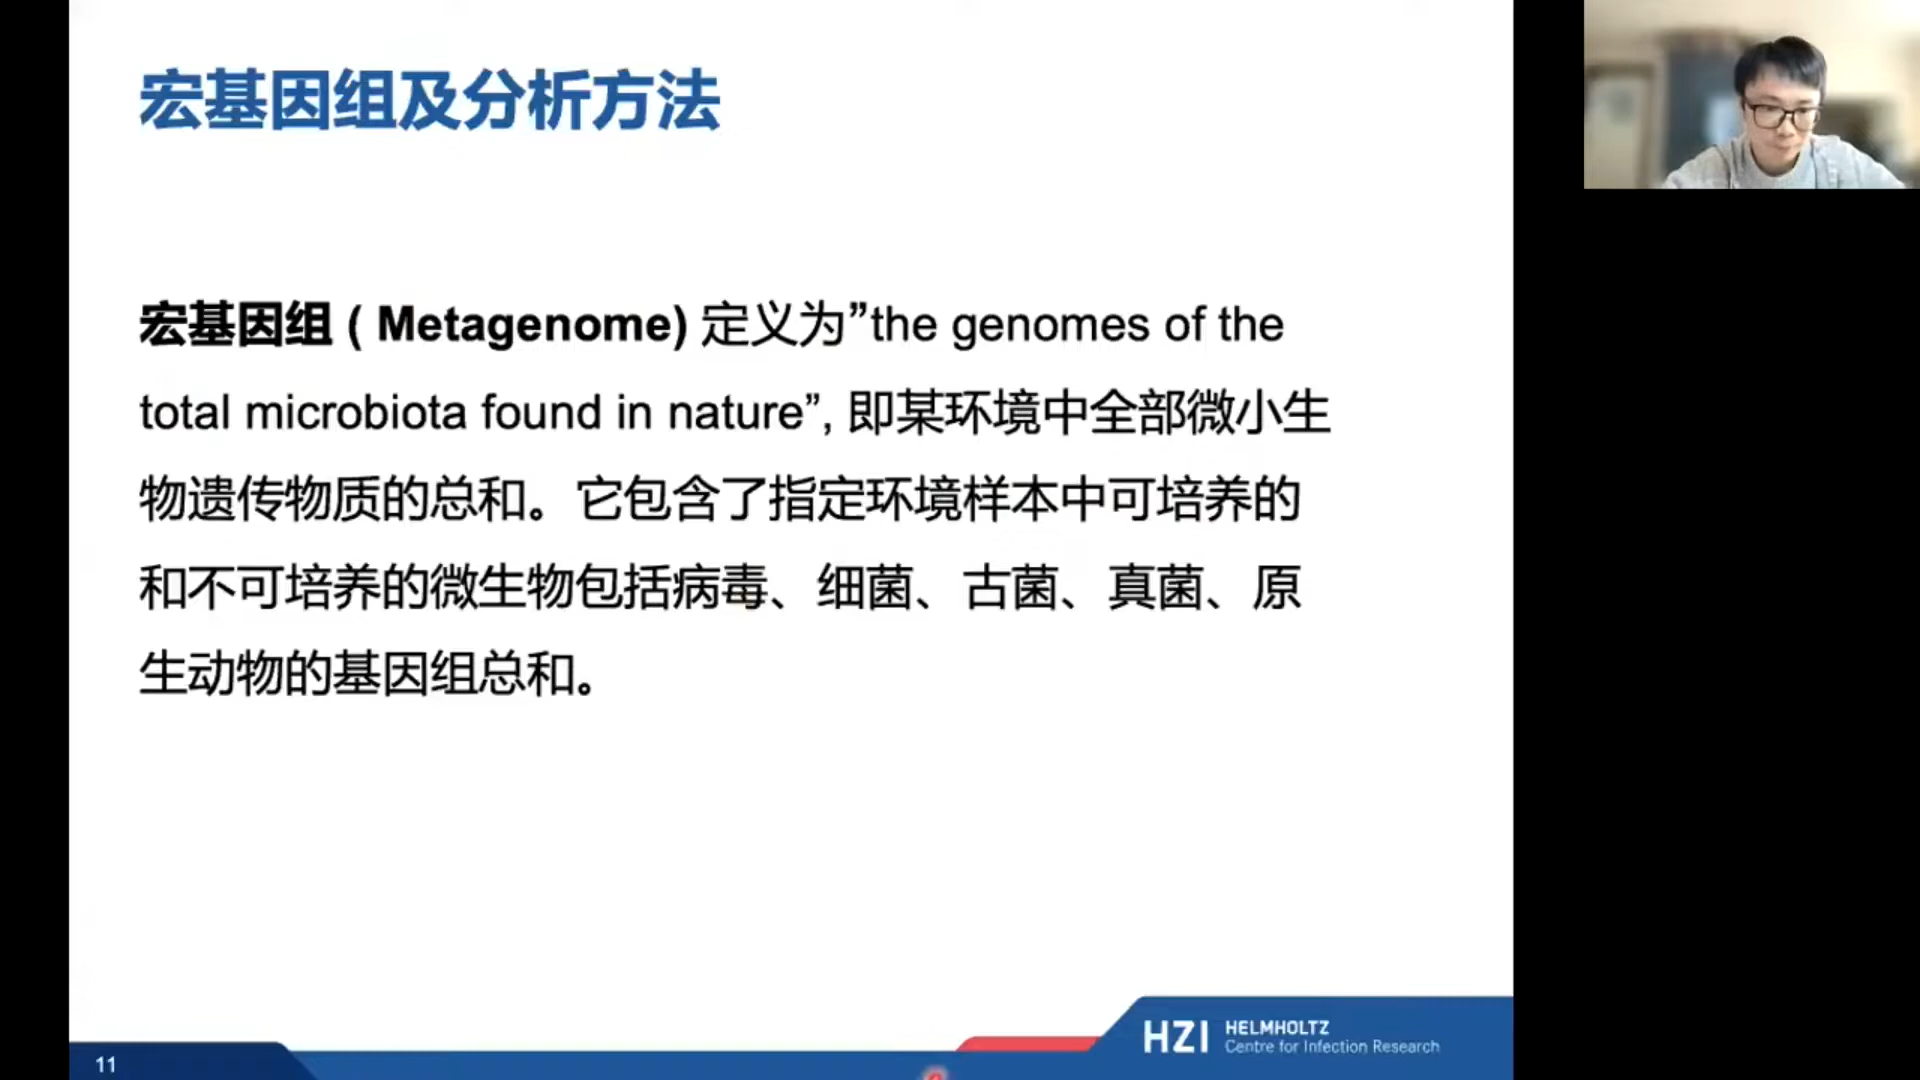 宏基因组及分析方法
宏基因组 ( Metagenome) 定义为”the genomes of the
total microbiota found in nature”, 即某环境中全部微小生
物遗传物质的总和。它包含了指定环境样本中可培养的
和不可培养的微生物包括病毒、细菌、古菌、真菌、原
生动物的基因组总和。
11
HZI
HELMHOLTZ
Centre for Infection Research